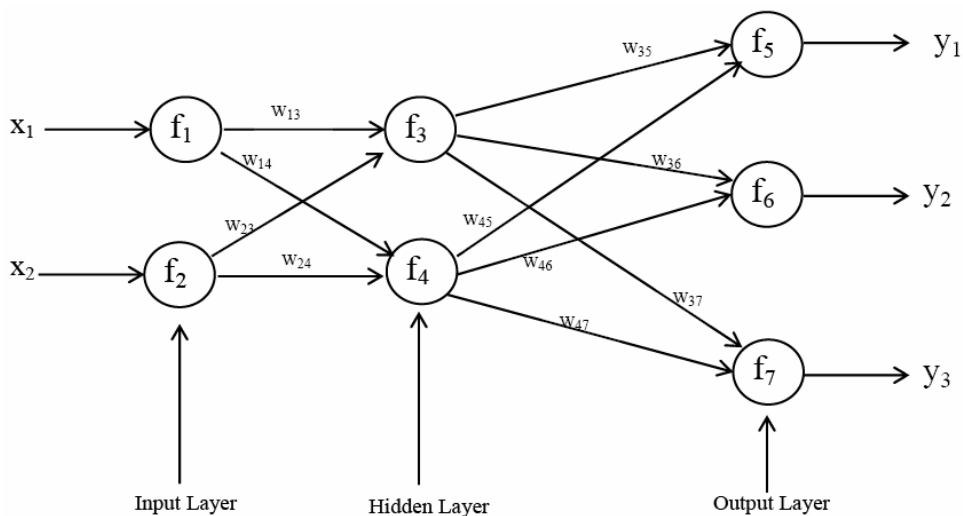 f₅
y₁
w₃₅
x₁
f₁
w₁₃
f₃
w₁₄
w₃₆
f₆
y₂
w₂₃
w₄₅
x₂
f₂
w₂₄
f₄
w₄₆
w₃₇
w₄₇
f₇
y₃
Input Layer
Hidden Layer
Output Layer